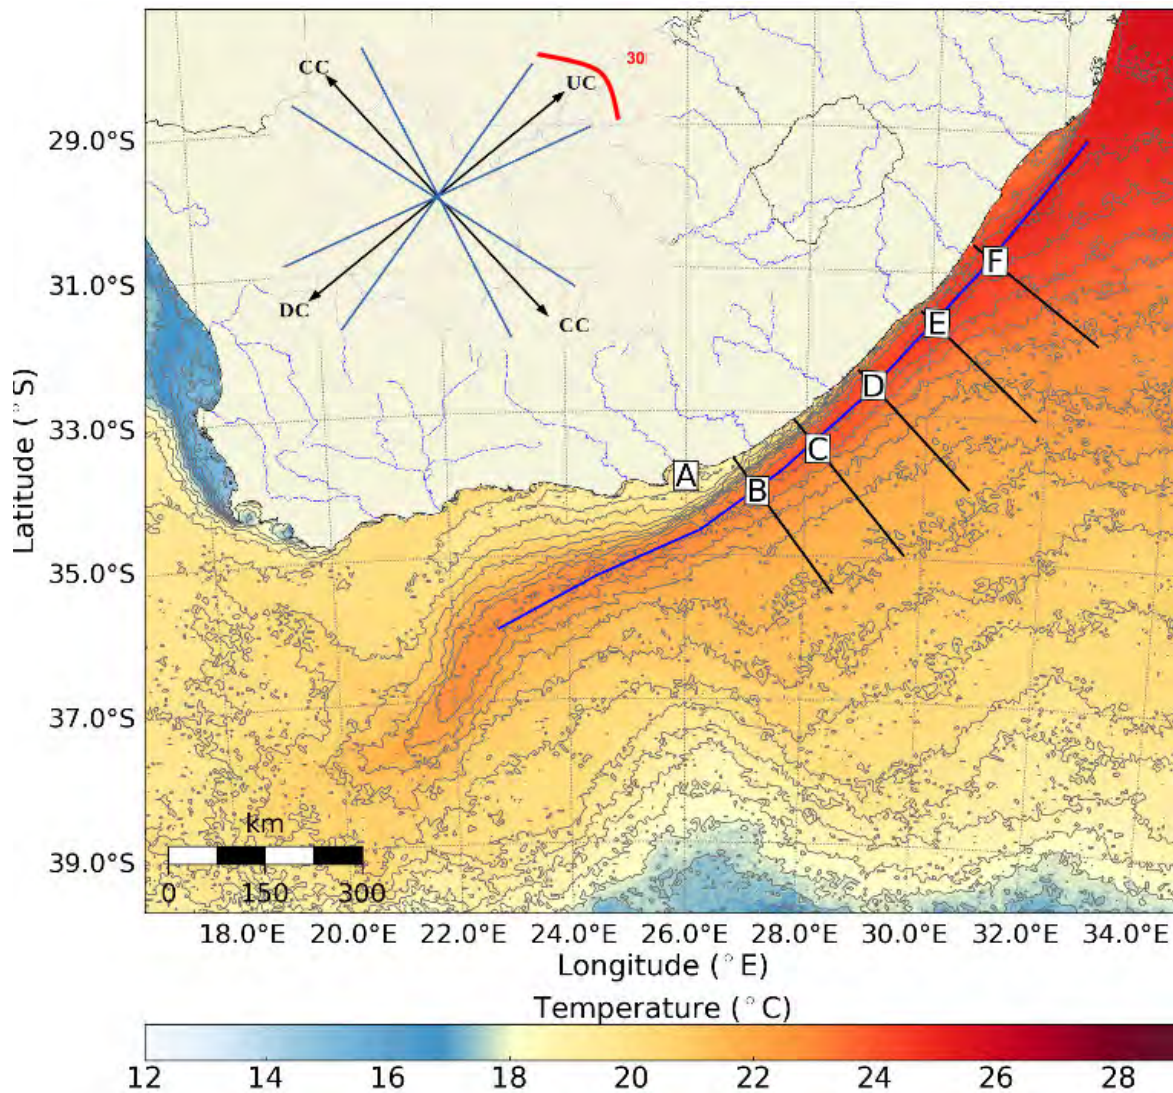 CC
30
UC
29.0°S
F
31.0°S
DC
CC
E
D
Latitude (°S)
33.0°S
C
A
B
35.0°S
37.0°S
km
39.0°S
0 150 300
18.0°E 20.0°E 22.0°E 24.0°E 26.0°E 28.0°E 30.0°E 32.0°E 34.0°E
Longitude (°E)
Temperature (°C)
12 14 16 18 20 22 24 26 28